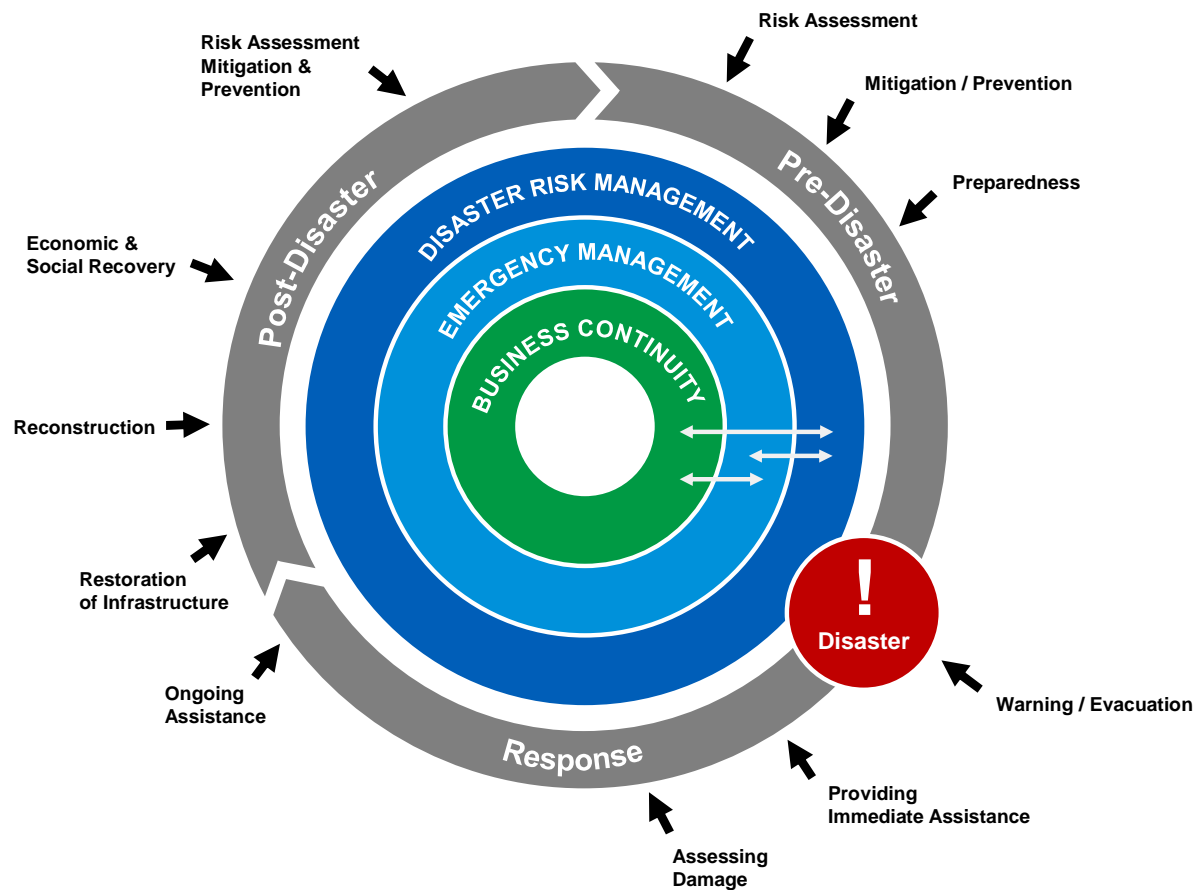 Risk Assessment
Mitigation / Prevention
Preparedness
Pre-Disaster
!
Disaster
Warning / Evacuation
Providing
Immediate Assistance
Assessing
Damage
Response
Ongoing
Assistance
Restoration
of Infrastructure
Reconstruction
Economic &
Social Recovery
Risk Assessment
Mitigation &
Prevention
Post-Disaster
DISASTER RISK MANAGEMENT
EMERGENCY MANAGEMENT
BUSINESS CONTINUITY